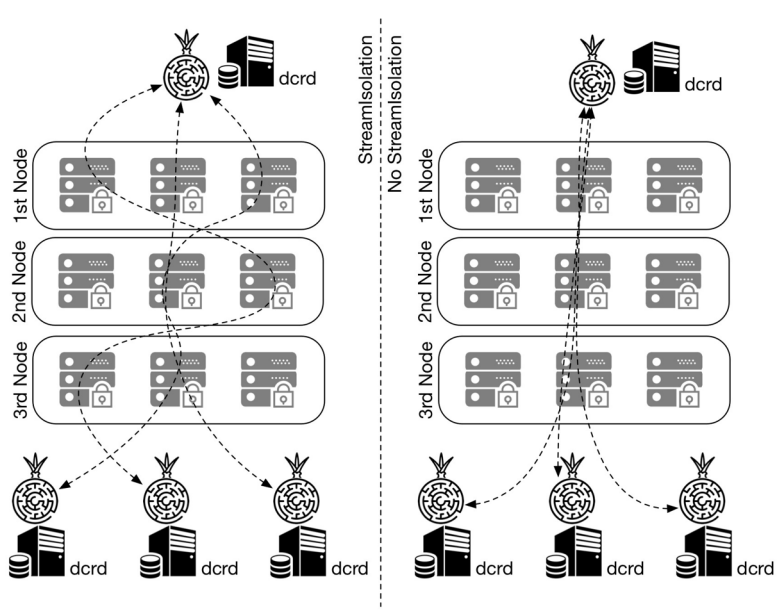 dcrd
dcrd
StreamIsolation
No StreamIsolation
1st Node
1st Node
2nd Node
2nd Node
3rd Node
3rd Node
dcrd
dcrd
dcrd
dcrd
dcrd
dcrd